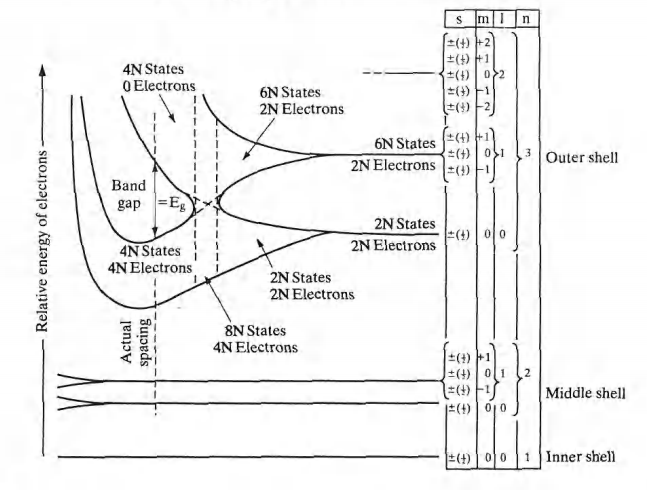 s m l n
±(½) +2
±(½) +1
±(½) 0 2
±(½) −1
±(½) −2
4N States
0 Electrons
6N States
2N Electrons
6N States
2N Electrons
±(½) +1
±(½) 0 1 3
±(½) −1
Outer shell
Band
gap
= Eg
4N States
4N Electrons
2N States
2N Electrons
±(½) 0 0
2N States
2N Electrons
8N States
4N Electrons
Relative energy of electrons
Actual
spacing
±(½) +1
±(½) 0 1 2
±(½) −1
±(½) 0 0
Middle shell
±(½) 0 0 1
Inner shell